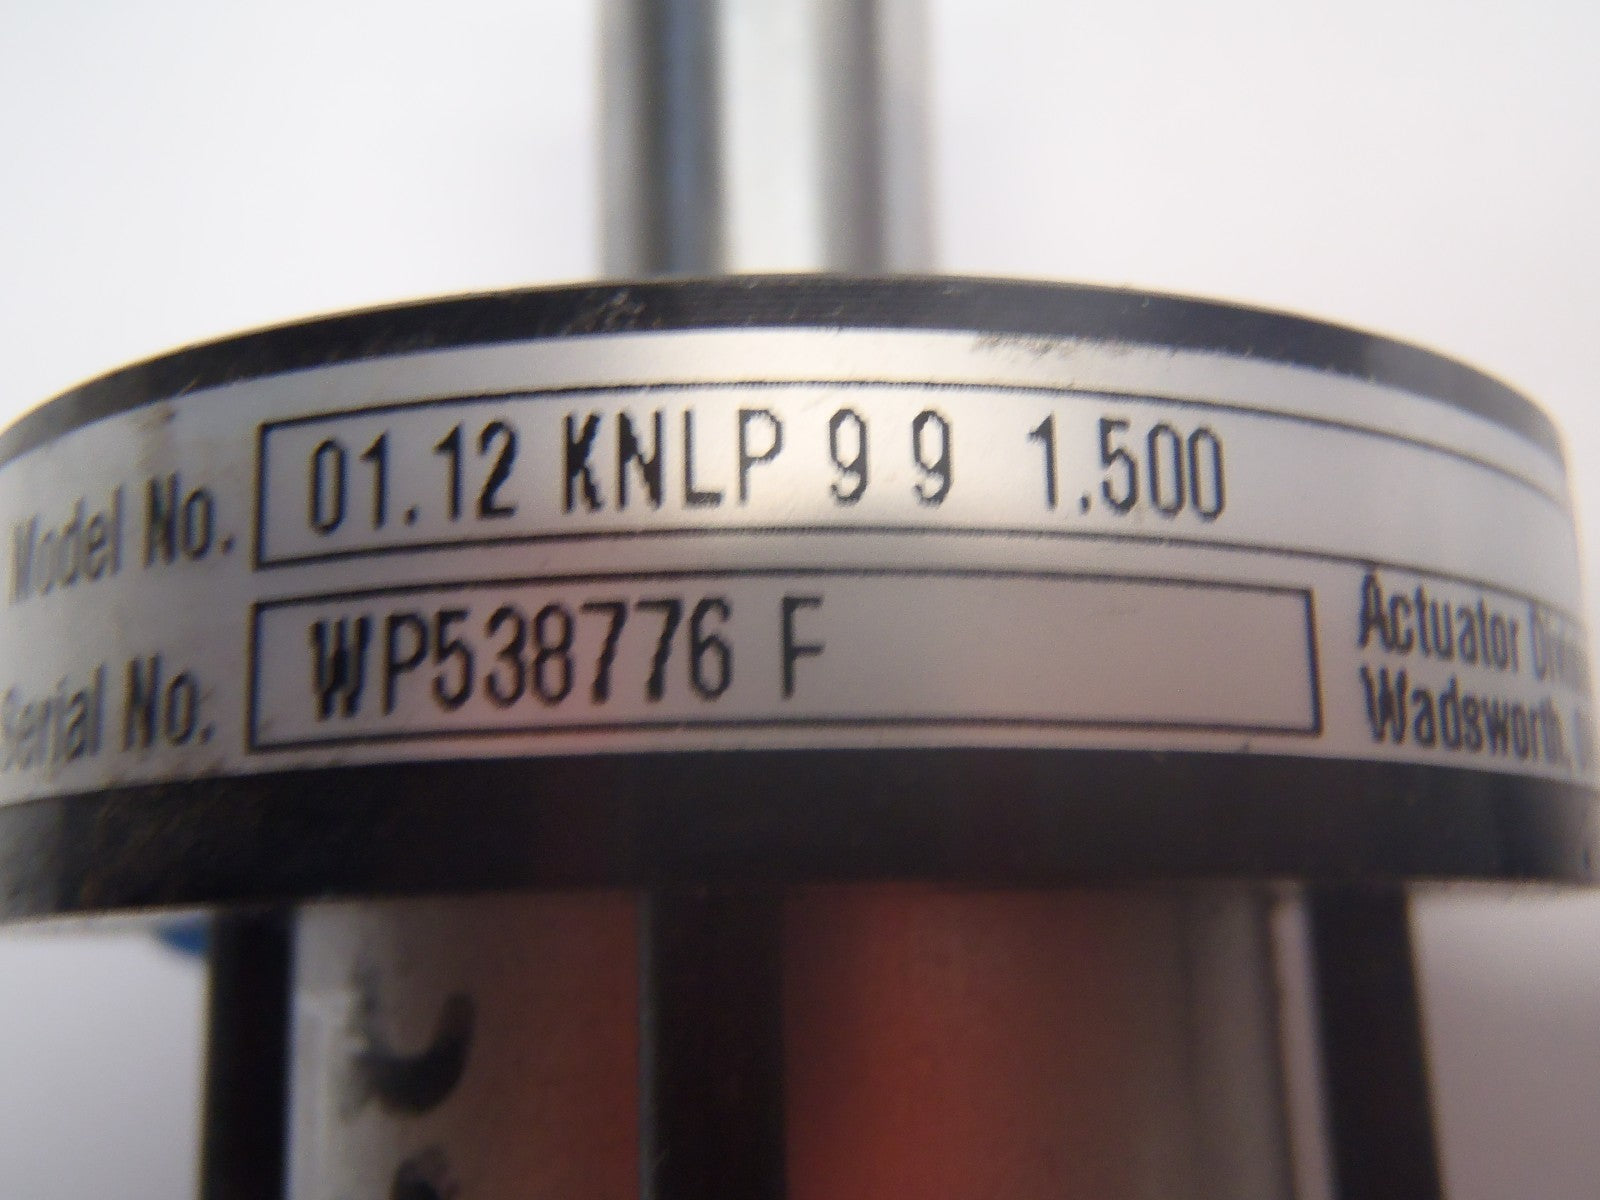 Model No. 01.12 KNLP 9 9 1.500
Serial No. WP538776 F
Actuator
Wadsworth,